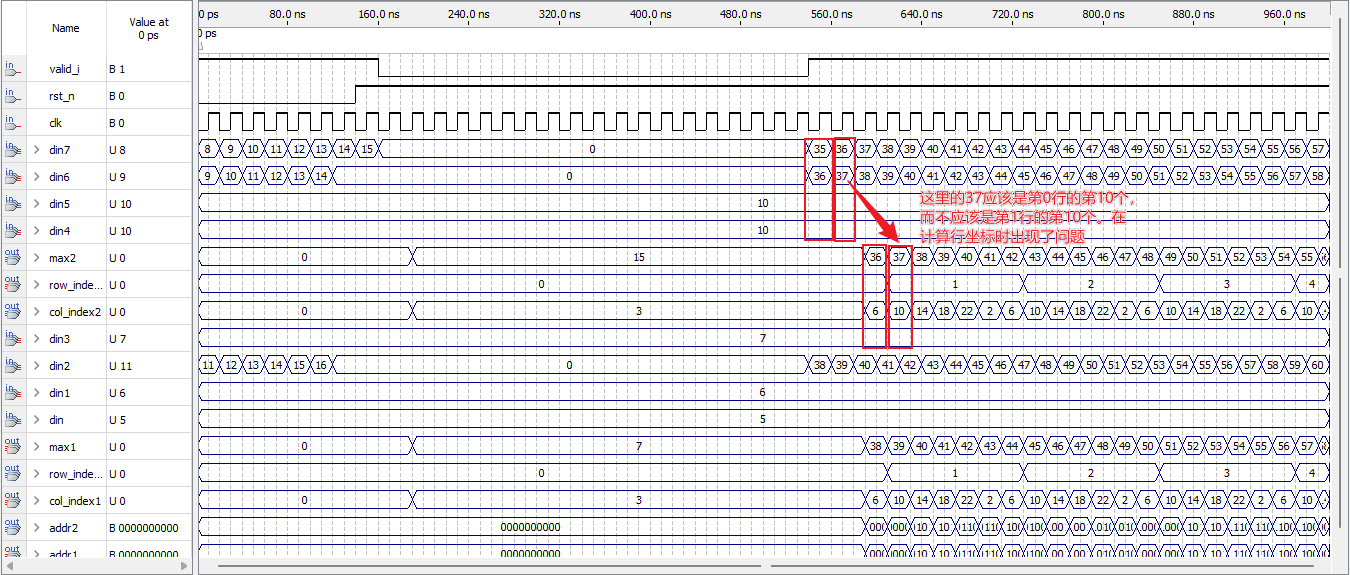 Name Value at 0 ps
0 ps 80.0 ns 160.0 ns 240.0 ns 320.0 ns 400.0 ns 480.0 ns 560.0 ns 640.0 ns 720.0 ns 800.0 ns 880.0 ns 960.0 ns
0 ps
in valid_i B 1
in rst_n B 0
in clk B 0
in din7 U 8 8 9 10 11 12 13 14 15 0 35 36 37 38 39 40 41 42 43 44 45 46 47 48 49 50 51 52 53 54 55 56 57
in din6 U 9 9 10 11 12 13 14 0 36 37 38 39 40 41 42 43 44 45 46 47 48 49 50 51 52 53 54 55 56 57 58
in din5 U 10 10
in din4 U 10 10
这里的37应该是第0行的第10个，
而不应该是第1行的第10个。在
计算行坐标时出现了问题
out max2 U 0 0 15 36 37 38 39 40 41 42 43 44 45 46 47 48 49 50 51 52 53 54 55
out row_inde... U 0 0 1 2 3 4
out col_index2 U 0 0 3 6 10 14 18 22 2 6 10 14 18 22 2 6 10 14 18 22 2 6 10
in din3 U 7 7
in din2 U 11 11 12 13 14 15 16 0 38 39 40 41 42 43 44 45 46 47 48 49 50 51 52 53 54 55 56 57 58 59 60
in din1 U 6 6
in din U 5 5
out max1 U 0 0 7 38 39 40 41 42 43 44 45 46 47 48 49 50 51 52 53 54 55 56 57
out row_inde... U 0 0 1 2 3 4
out col_index1 U 0 0 3 6 10 14 18 22 2 6 10 14 18 22 2 6 10 14 18 22 2 6 10
out addr2 B 0000000000 0000000000
out addr1 B 0000000000 0000000000